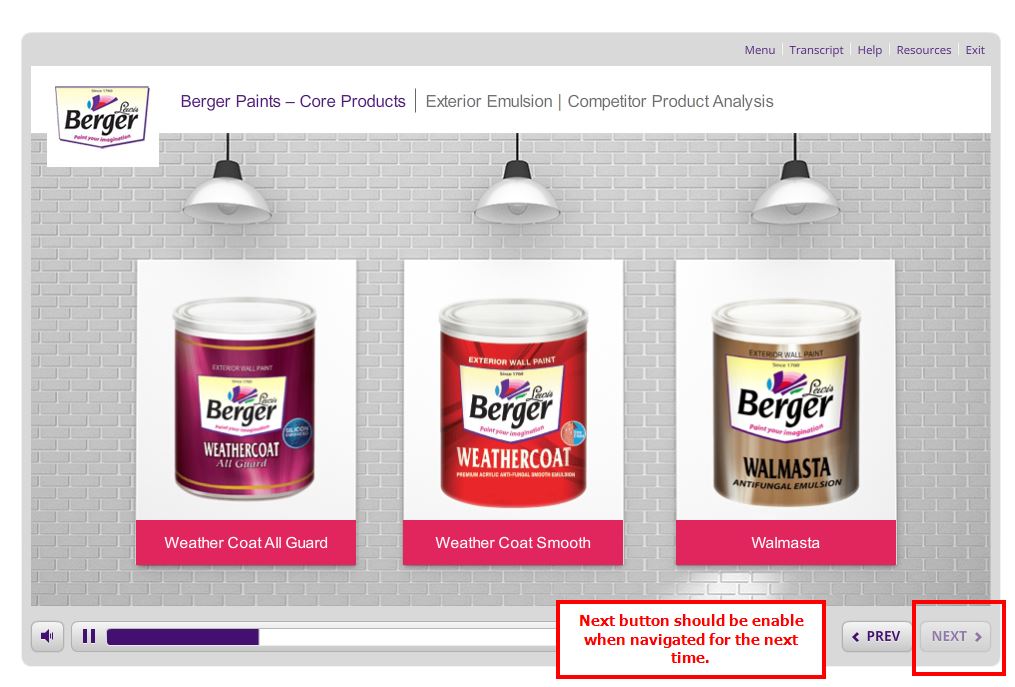 Menu Transcript Help Resources Exit
Since 1760
Lewis
Berger
Paint your imagination
Berger Paints – Core Products | Exterior Emulsion | Competitor Product Analysis
EXTERIOR WALL PAINT
Since 1760
Lewis
Berger
Paint your imagination
SILICON
WEATHERCOAT
All Guard
Weather Coat All Guard
EXTERIOR WALL PAINT
Since 1760
Lewis
Berger
Paint your imagination
WEATHERCOAT
PREMIUM ACRYLIC ANTI-FUNGAL SMOOTH EMULSION
Weather Coat Smooth
EXTERIOR WALL PAINT
Since 1760
Lewis
Berger
Paint your imagination
WALMASTA
ANTIFUNGAL EMULSION
Walmasta
Next button should be enable
when navigated for the next
time.
PREV
NEXT